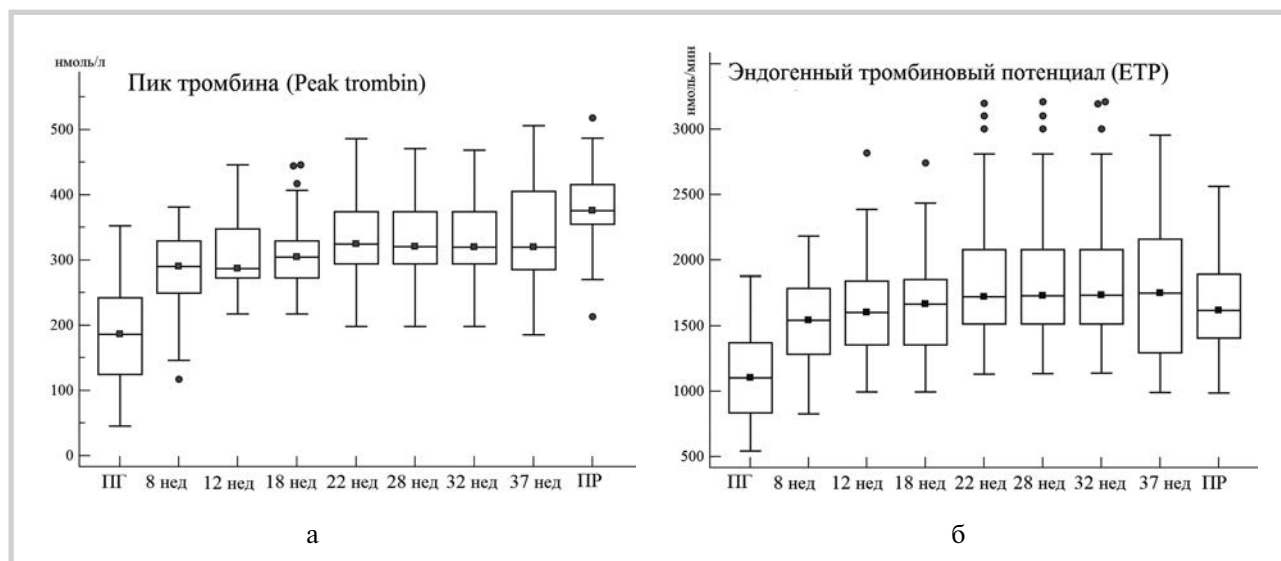 нмоль/л
Пик тромбина (Peak trombin)
500
400
300
200
100
0
ПГ 8 нед 12 нед 18 нед 22 нед 28 нед 32 нед 37 нед ПР
а
нмоль/мин
Эндогенный тромбиновый потенциал (ETP)
3000
2500
2000
1500
1000
500
ПГ 8 нед 12 нед 18 нед 22 нед 28 нед 32 нед 37 нед ПР
б